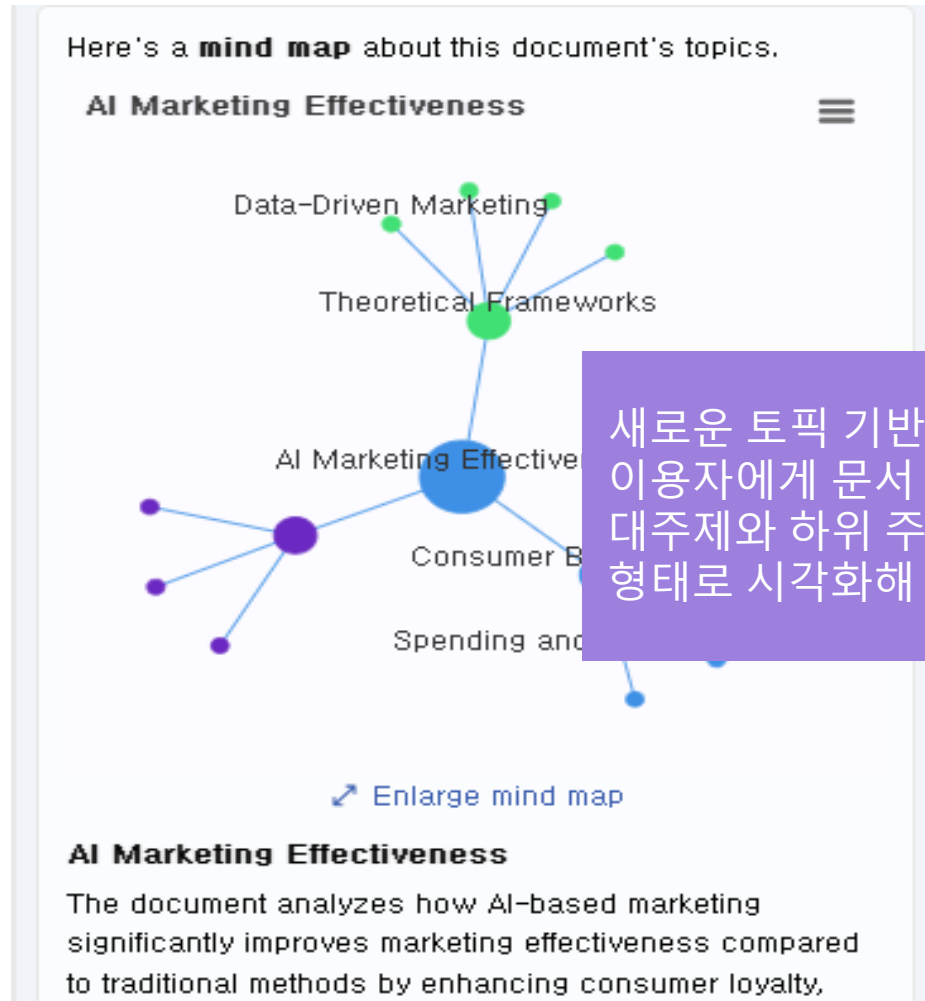 Here's a mind map about this document's topics.
AI Marketing Effectiveness
Data-Driven Marketing
Theoretical Frameworks
AI Marketing
Consumer
Spending and
새로운 토픽 기반
이용자에게 문서
대주제와 하위
형태로 시각화해
Enlarge mind map
AI Marketing Effectiveness
The document analyzes how AI-based marketing
significantly improves marketing effectiveness compared
to traditional methods by enhancing consumer loyalty,